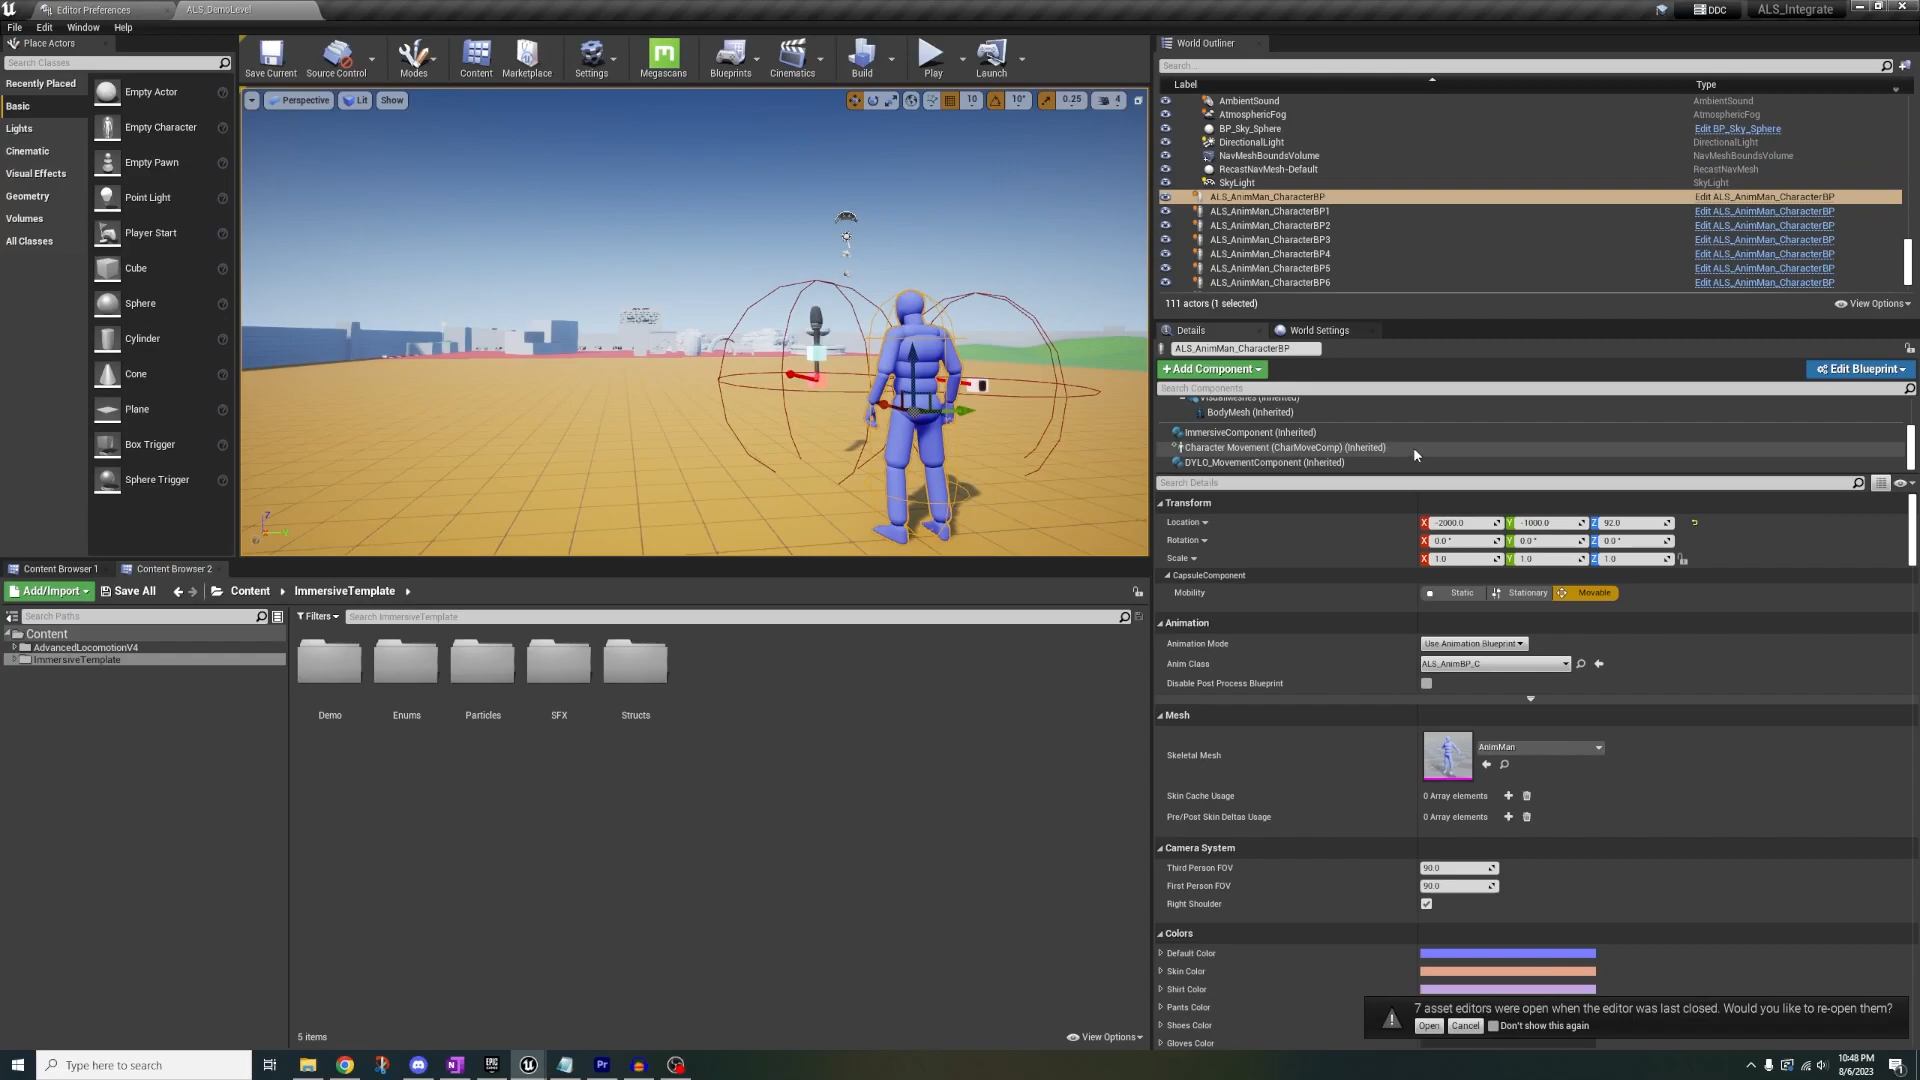 Editor Preferences
ALS_DemoLevel
DDC
ALS_Integrate
File Edit Window Help
Place Actors
Search Classes
Recently Placed
Basic
Lights
Cinematic
Visual Effects
Geometry
Volumes
All Classes
Empty Actor
Empty Character
Empty Pawn
Point Light
Player Start
Cube
Sphere
Cylinder
Cone
Plane
Box Trigger
Sphere Trigger
Save Current
Source Control
Modes
Content
Marketplace
Settings
Megascans
Blueprints
Cinematics
Build
Play
Launch
Perspective Lit Show
10 10° 0.25 4
World Outliner
Search...
Label Type
AmbientSound AmbientSound
AtmosphericFog AtmosphericFog
BP_Sky_Sphere Edit BP_Sky_Sphere
DirectionalLight DirectionalLight
NavMeshBoundsVolume NavMeshBoundsVolume
RecastNavMesh-Default RecastNavMesh
SkyLight SkyLight
ALS_AnimMan_CharacterBP Edit ALS_AnimMan_CharacterBP
ALS_AnimMan_CharacterBP1 Edit ALS_AnimMan_CharacterBP
ALS_AnimMan_CharacterBP2 Edit ALS_AnimMan_CharacterBP
ALS_AnimMan_CharacterBP3 Edit ALS_AnimMan_CharacterBP
ALS_AnimMan_CharacterBP4 Edit ALS_AnimMan_CharacterBP
ALS_AnimMan_CharacterBP5 Edit ALS_AnimMan_CharacterBP
ALS_AnimMan_CharacterBP6 Edit ALS_AnimMan_CharacterBP
111 actors (1 selected) View Options
Details World Settings
ALS_AnimMan_CharacterBP
+Add Component Edit Blueprint
Search Components
VisualMeshes (Inherited)
BodyMesh (Inherited)
ImmersiveComponent (Inherited)
Character Movement (CharMoveComp) (Inherited)
DYLO_MovementComponent (Inherited)
Search Details
Transform
Location X -2000.0 Y -1000.0 Z 92.0
Rotation X 0.0° Y 0.0° Z 0.0°
Scale X 1.0 Y 1.0 Z 1.0
CapsuleComponent
Mobility Static Stationary Movable
Animation
Animation Mode Use Animation Blueprint
Anim Class ALS_AnimBP_C
Disable Post Process Blueprint
Mesh
Skeletal Mesh AnimMan
Skin Cache Usage 0 Array elements
Pre/Post Skin Deltas Usage 0 Array elements
Camera System
Third Person FOV 90.0
First Person FOV 90.0
Right Shoulder
Colors
Default Color
Skin Color
Shirt Color
Pants Color
Shoes Color
Gloves Color
7 asset editors were open when the editor was last closed. Would you like to re-open them?
Open Cancel Don't show this again
Content Browser 1 Content Browser 2
Add/Import Save All Content ImmersiveTemplate
Search Paths
Filters Search ImmersiveTemplate
Content
AdvancedLocomotionV4
ImmersiveTemplate
Demo Enums Particles SFX Structs
5 items View Options
Type here to search
10:48 PM
8/6/2023